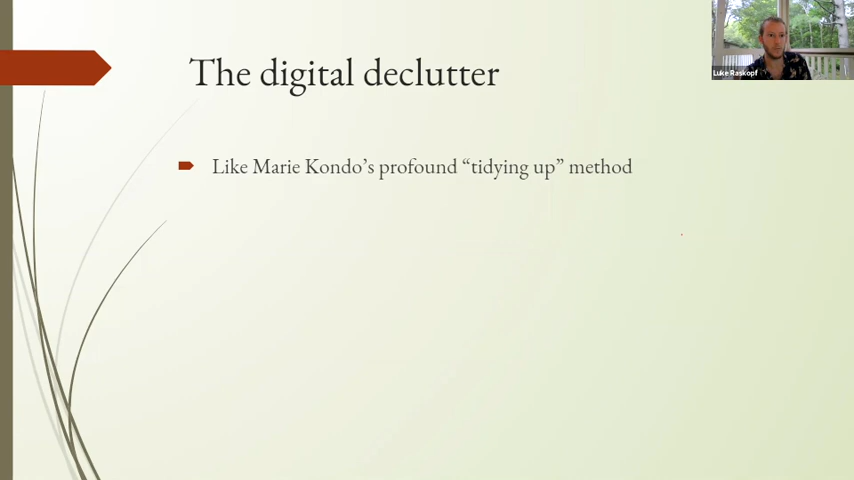 The digital declutter
Like Marie Kondo’s profound “tidying up” method
Luke Raskopf